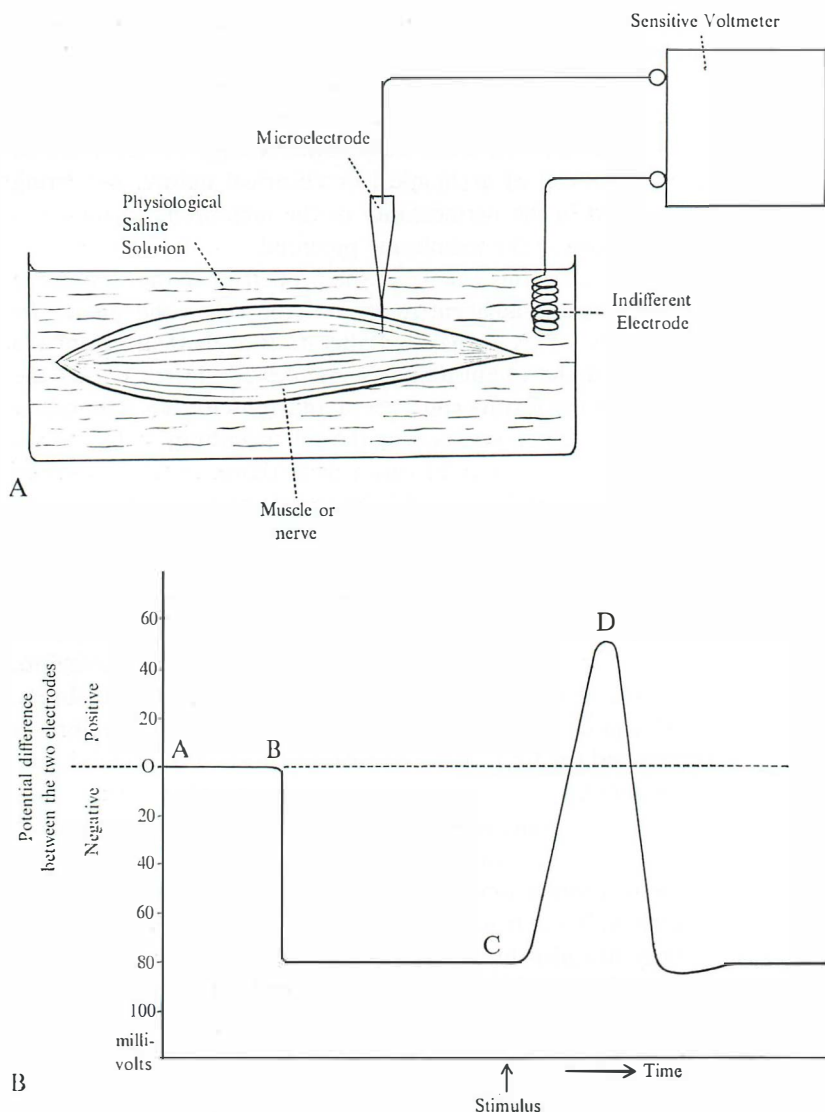 Sensitive Voltmeter
Microelectrode
Physiological
Saline
Solution
Indifferent
Electrode
A
Muscle or
nerve
Potential difference
between the two electrodes
Positive
Negative
60
40
20
O
20
40
60
80
100
milli-
volts
A
B
C
D
B
Time
Stimulus